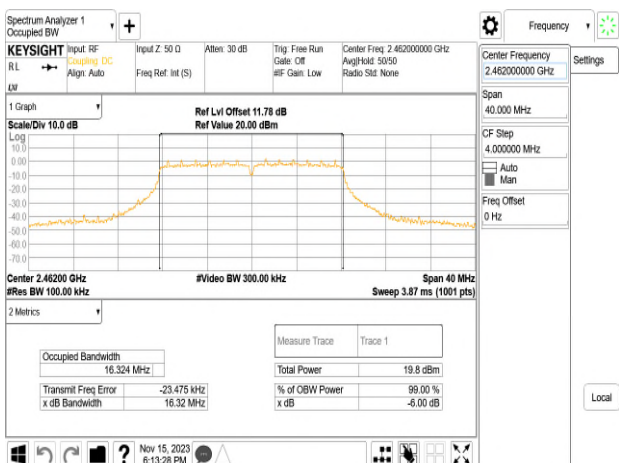 Spectrum Analyzer 1
Occupied BW
Frequency
KEYSIGHT
RL
Input: RF
Coupling: DC
Align: Auto
Input Z: 50 Ω
Freq Ref: Int (S)
Atten: 30 dB
Trig: Free Run
Gate: Off
#IF Gain: Low
Center Freq: 2.462000000 GHz
Avg|Hold: 50/50
Radio Std: None
Center Frequency
2.462000000 GHz
Settings
Span
40.000 MHz
CF Step
4.000000 MHz
Auto
Man
Freq Offset
0 Hz
Local
1 Graph
Scale/Div 10.0 dB
Ref Lvl Offset 11.78 dB
Ref Value 20.00 dBm
Log
10.0
0.00
-10.0
-20.0
-30.0
-40.0
-50.0
-60.0
-70.0
Center 2.46200 GHz
#Video BW 300.00 kHz
Span 40 MHz
#Res BW 100.00 kHz
Sweep 3.87 ms (1001 pts)
2 Metrics
Measure Trace Trace 1
Occupied Bandwidth
16.324 MHz
Total Power 19.8 dBm
Transmit Freq Error -23.475 kHz
% of OBW Power 99.00 %
x dB Bandwidth 16.32 MHz
x dB -6.00 dB
Nov 15, 2023
6:13:28 PM